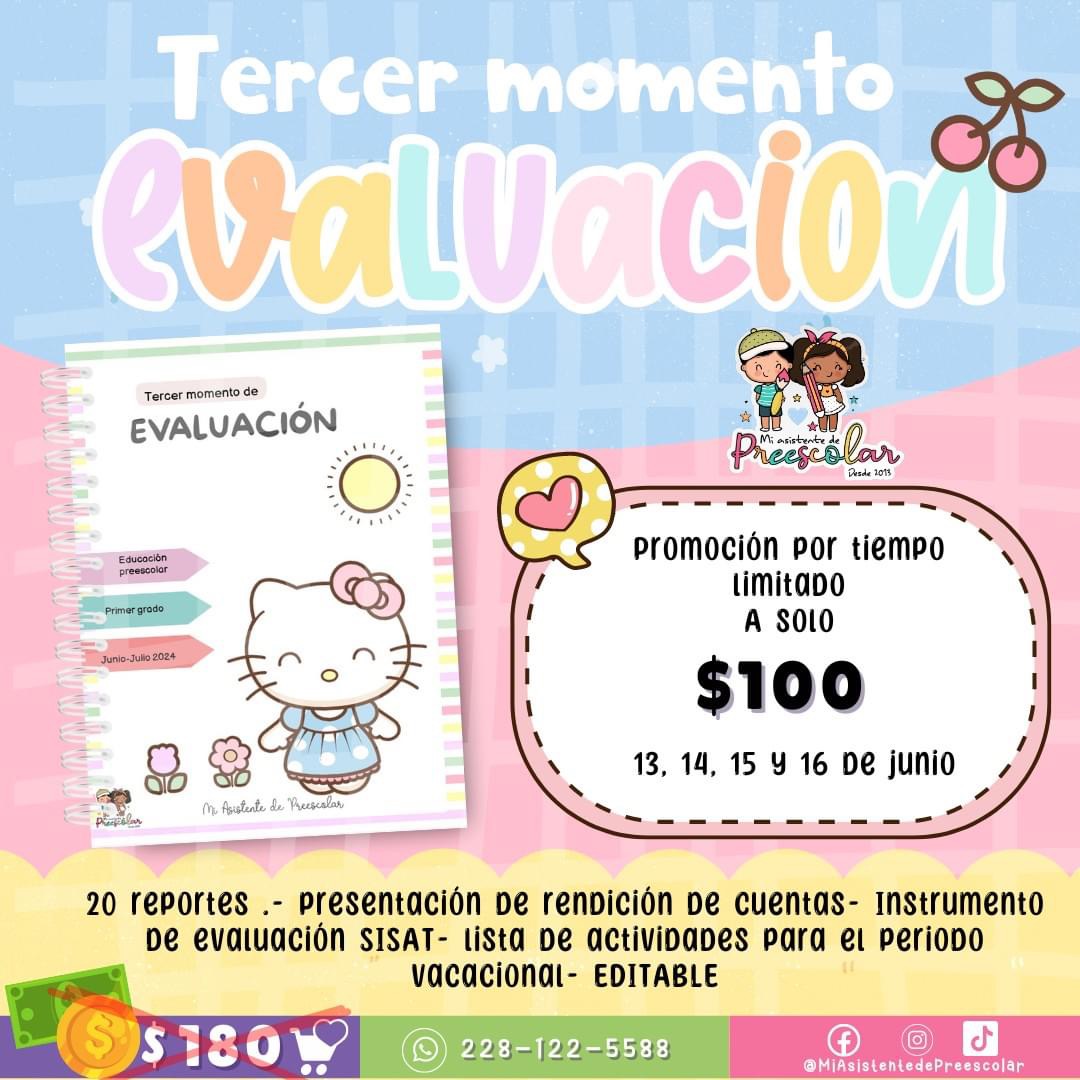 Tercer momento
evaluacion
Tercer momento de
EVALUACIÓN
Educación
preescolar
Primer grado
Junio-Julio 2024
Mi Asistente de Preescolar
Mi asistente de
Preescolar
Desde 2013
Promoción por tiempo
limitado
A solo
$100
13, 14, 15 y 16 de junio
20 reportes .- Presentación de rendición de cuentas- Instrumento
de evaluación SISAT- lista de actividades para el periodo
vacacional- EDITABLE
$ 180
228-122-5588
@MiAsistentedePreescolar